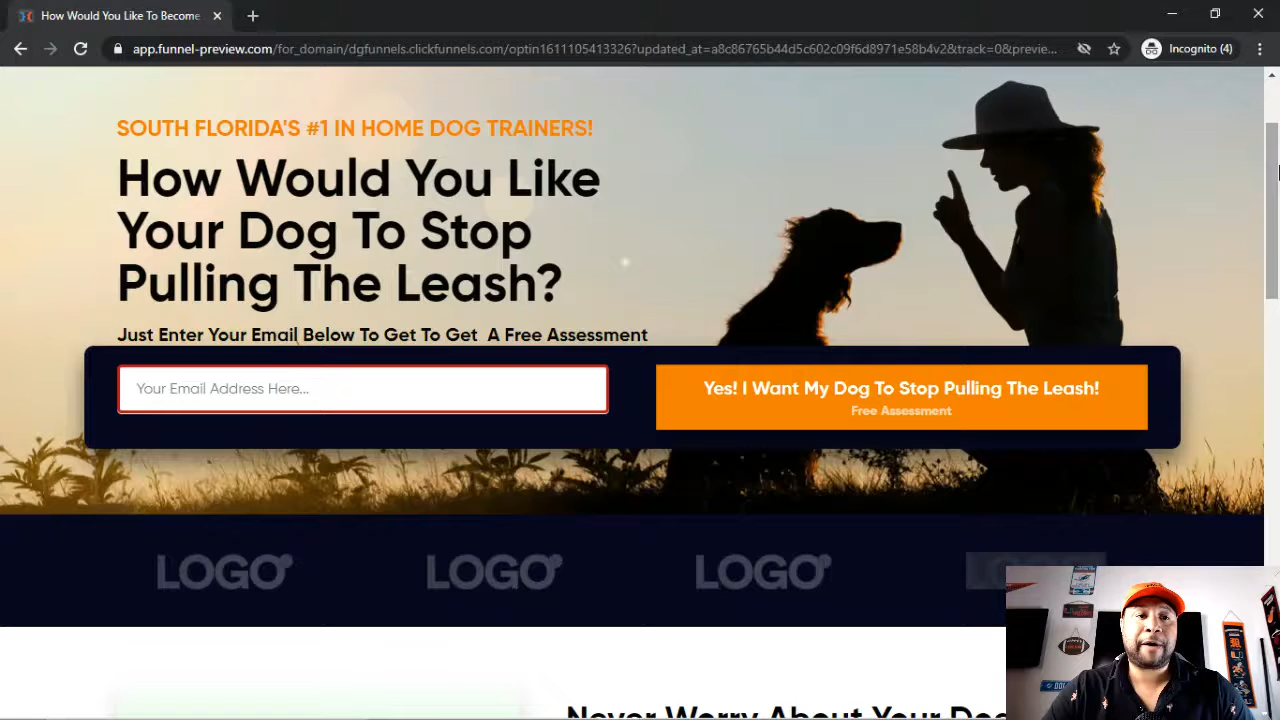 How Would You Like To Become
app.funnel-preview.com/for_domain/dgfunnels.clickfunnels.com/optin1611105413326?updated_at=a8c86765b44d5c602c09f6d8971e58b4v2&track=0&previe...
Incognito (4)
SOUTH FLORIDA'S #1 IN HOME DOG TRAINERS!
How Would You Like
Your Dog To Stop
Pulling The Leash?
Just Enter Your Email Below To Get To Get A Free Assessment
Your Email Address Here...
Yes! I Want My Dog To Stop Pulling The Leash!
Free Assessment
LOGO LOGO LOGO
Never Worry About Your Dog